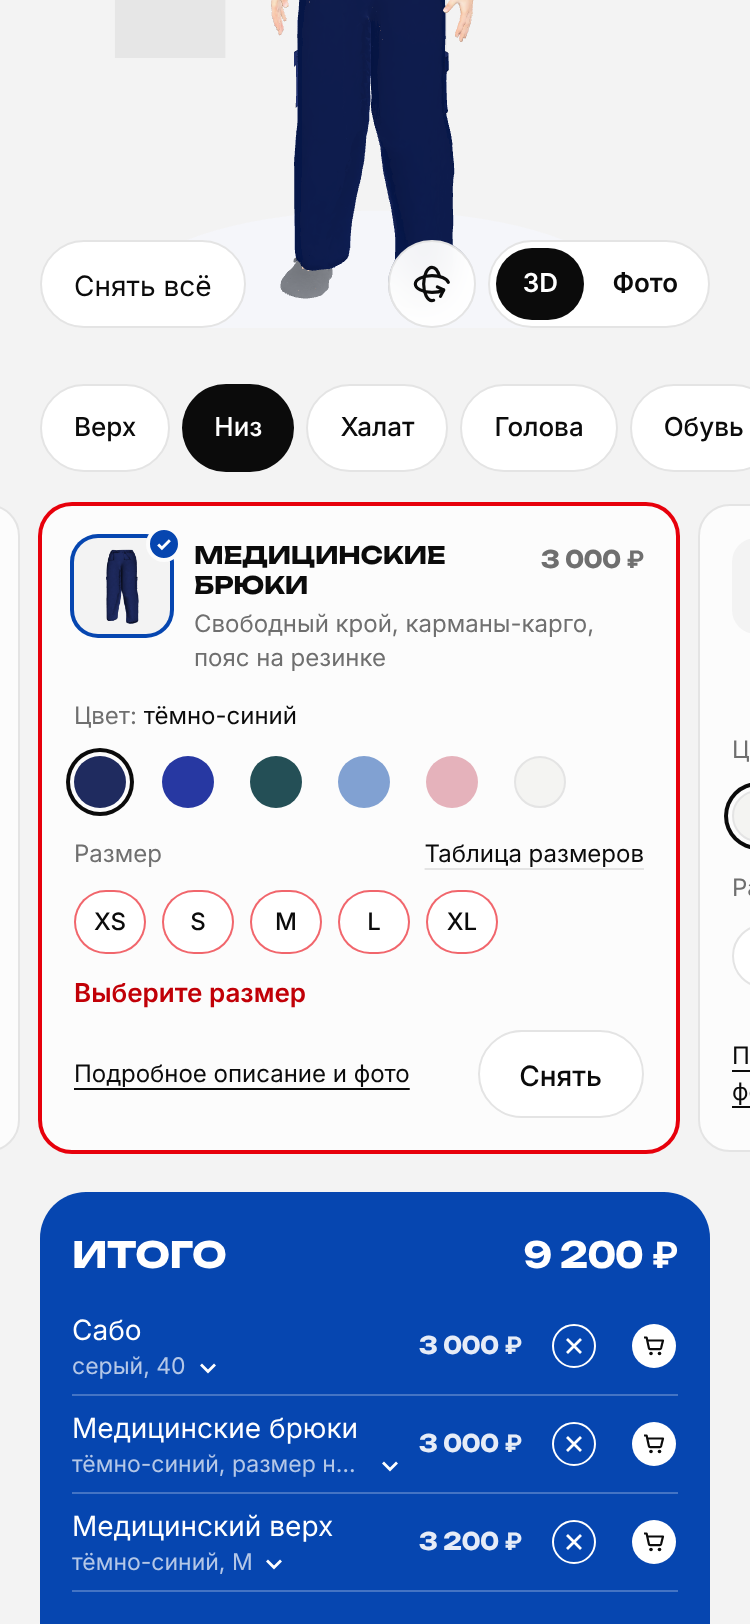 Снять всё
3D Фото
Верх Низ Халат Голова Обувь
МЕДИЦИНСКИЕ 3 000 ₽
БРЮКИ
Свободный крой, карманы-карго,
пояс на резинке
Цвет: тёмно-синий
Размер Таблица размеров
XS S M L XL
Выберите размер
Подробное описание и фото Снять
ИТОГО 9 200 ₽
Сабо
серый, 40
3 000 ₽
Медицинские брюки
тёмно-синий, размер н...
3 000 ₽
Медицинский верх
тёмно-синий, M
3 200 ₽